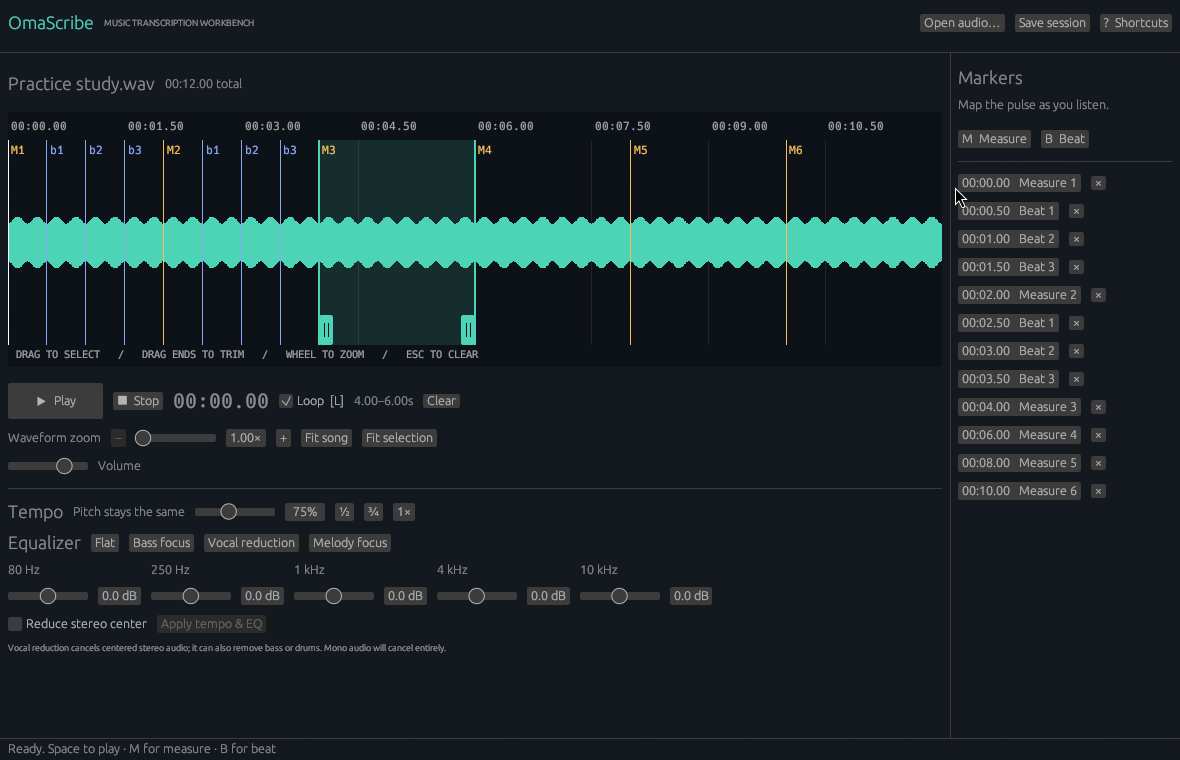 OmaScribe MUSIC TRANSCRIPTION WORKBENCH Open audio... Save session ? Shortcuts
Practice study.wav 00:12.00 total
00:00.00 00:01.50 00:03.00 00:04.50 00:06.00 00:07.50 00:09.00 00:10.50
M1 b1 b2 b3 M2 b1 b2 b3 M3 M4 M5 M6
DRAG TO SELECT / DRAG ENDS TO TRIM / WHEEL TO ZOOM / ESC TO CLEAR
Play Stop 00:00.00 Loop [L] 4.00–6.00s Clear
Waveform zoom − 1.00× + Fit song Fit selection
Volume
Tempo Pitch stays the same 75% ½ ¾ 1×
Equalizer Flat Bass focus Vocal reduction Melody focus
80 Hz 250 Hz 1 kHz 4 kHz 10 kHz
0.0 dB 0.0 dB 0.0 dB 0.0 dB 0.0 dB
Reduce stereo center Apply tempo & EQ
Vocal reduction cancels centered stereo audio; it can also remove bass or drums. Mono audio will cancel entirely.
Markers
Map the pulse as you listen.
M Measure B Beat
00:00.00 Measure 1 ×
00:00.50 Beat 1 ×
00:01.00 Beat 2 ×
00:01.50 Beat 3 ×
00:02.00 Measure 2 ×
00:02.50 Beat 1 ×
00:03.00 Beat 2 ×
00:03.50 Beat 3 ×
00:04.00 Measure 3 ×
00:06.00 Measure 4 ×
00:08.00 Measure 5 ×
00:10.00 Measure 6 ×
Ready. Space to play · M for measure · B for beat